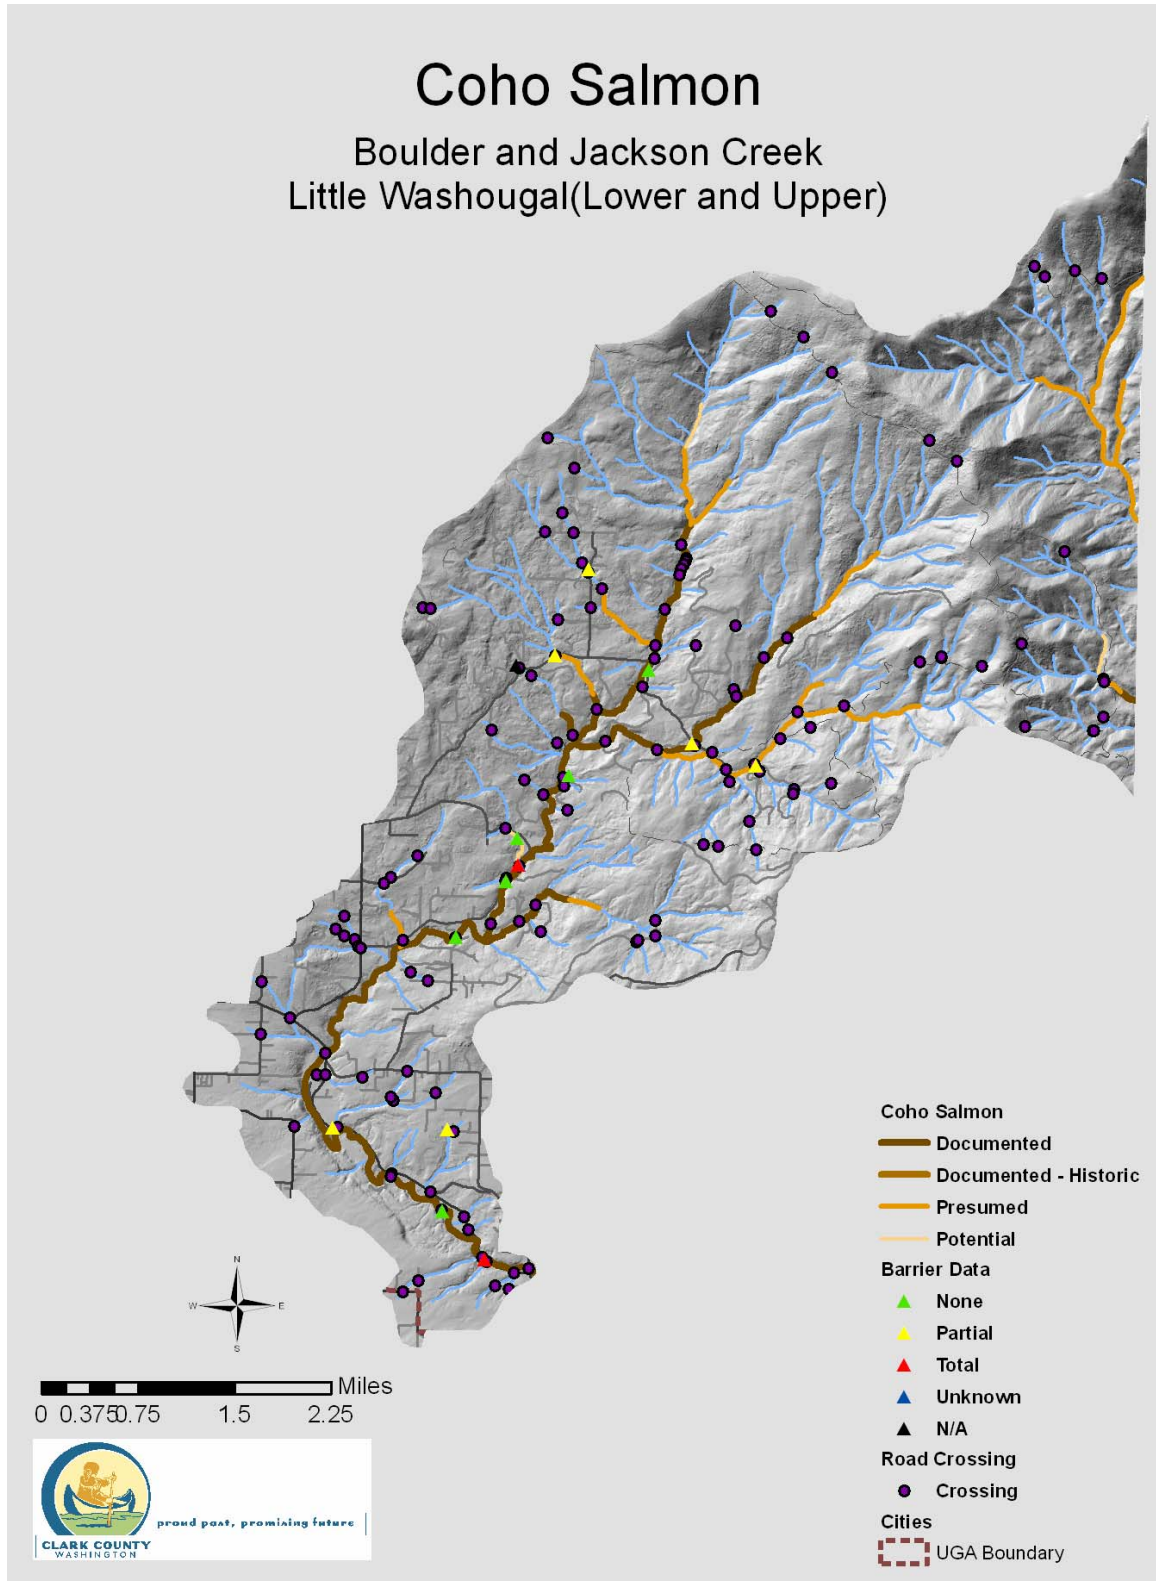 Coho Salmon
Boulder and Jackson Creek
Little Washougal(Lower and Upper)
Coho Salmon
Documented
Documented - Historic
Presumed
Potential
Barrier Data
None
Partial
Total
Unknown
N/A
Road Crossing
Crossing
Cities
UGA Boundary
N
W E
S
Miles
0 0.375 0.75 1.5 2.25
proud past, promising future
CLARK COUNTY
WASHINGTON